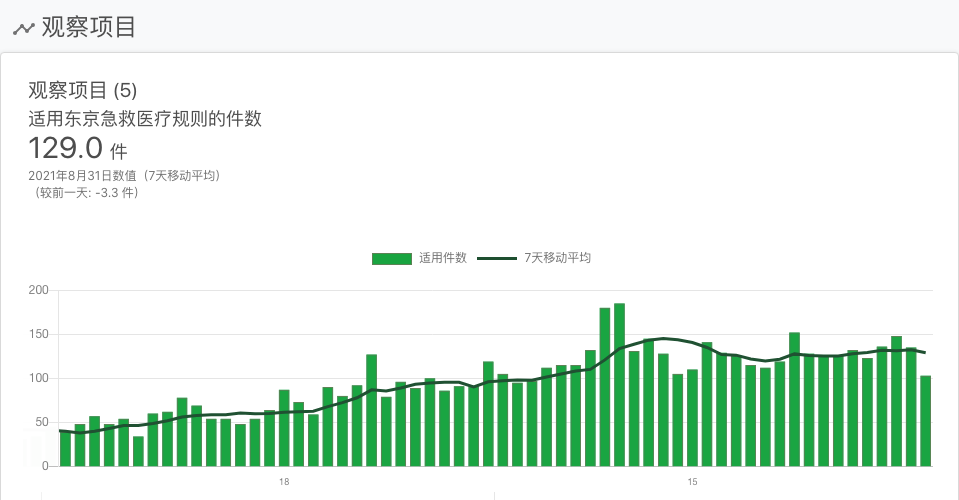 观察项目
观察项目 (5)
适用东京急救医疗规则的件数
129.0 件
2021年8月31日数值（7天移动平均）
（较前一天: -3.3 件）
适用件数 7天移动平均
200
150
100
50
0
18 15